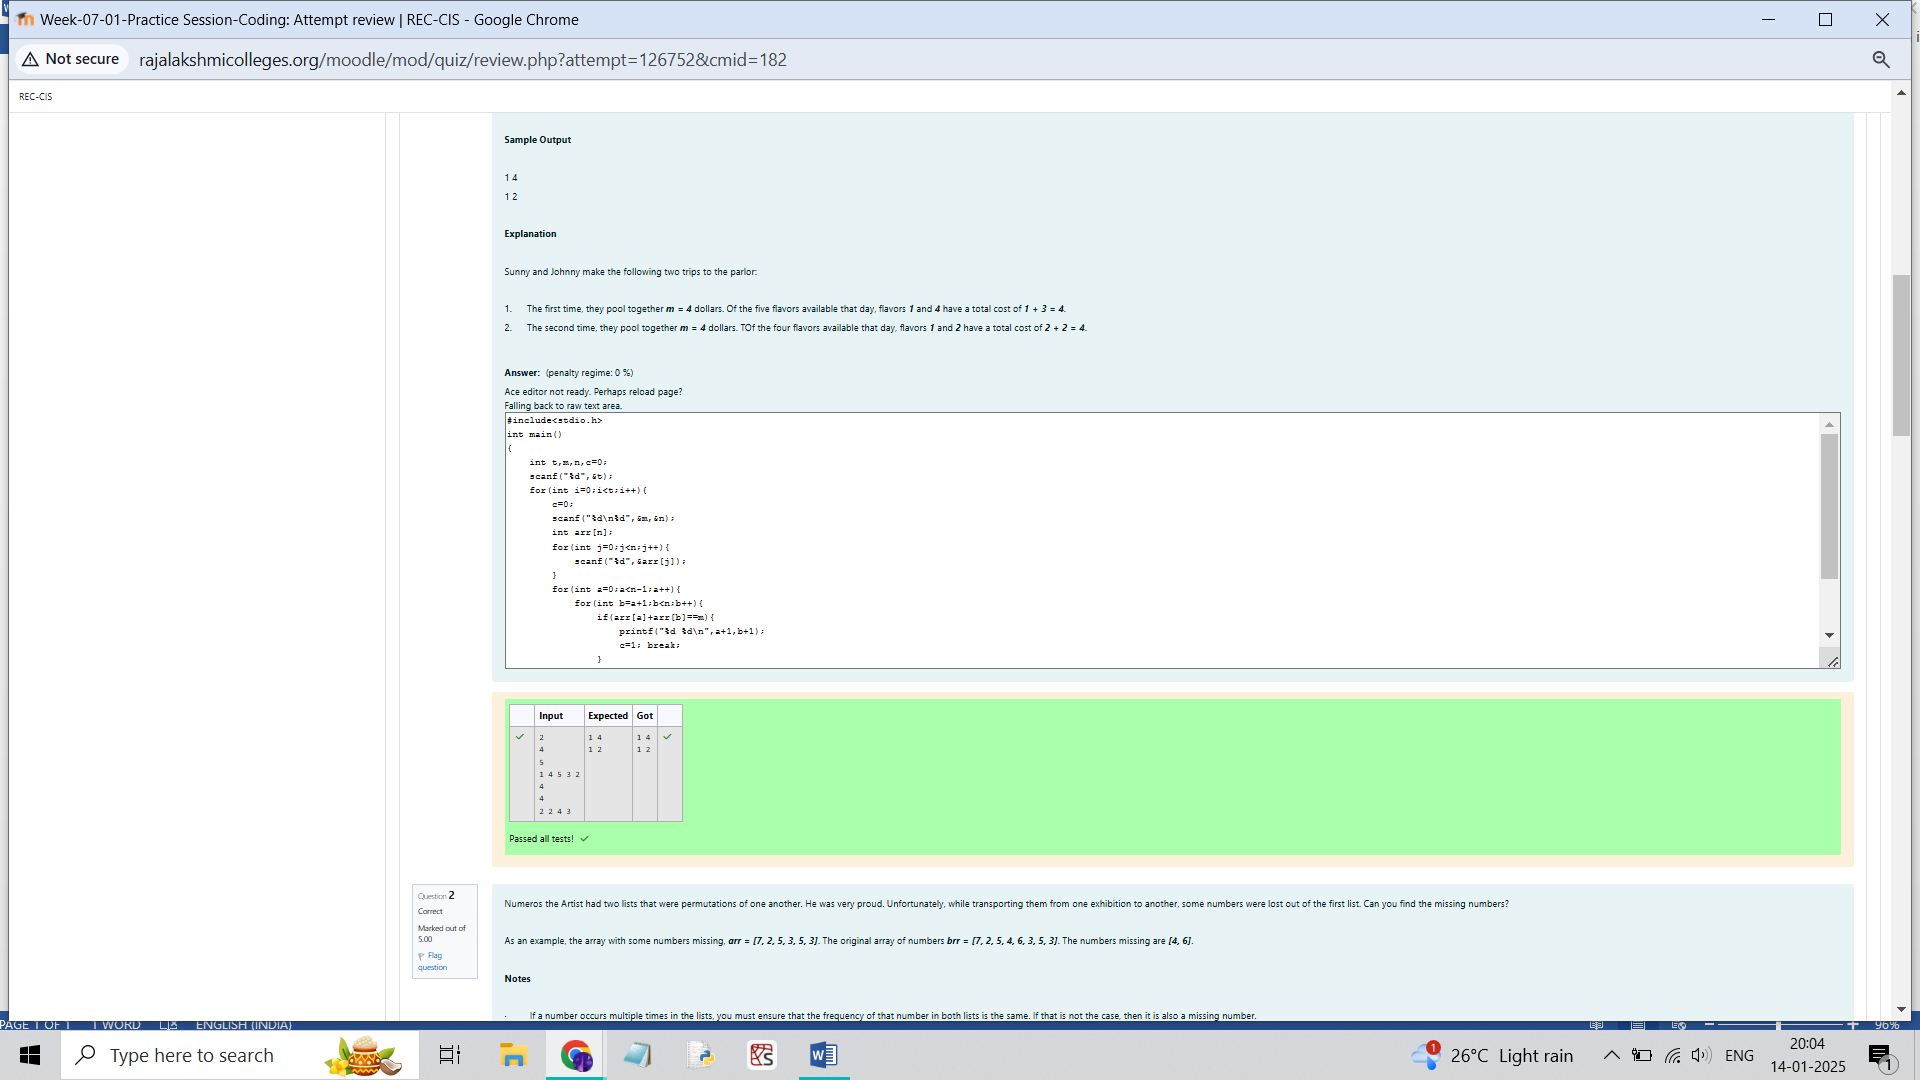 Week-07-01-Practice Session-Coding: Attempt review | REC-CIS - Google Chrome
Not secure rajalakshmicolleges.org/moodle/mod/quiz/review.php?attempt=126752&cmid=182
REC-CIS
Sample Output
1 4
1 2
Explanation
Sunny and Johnny make the following two trips to the parlor:
1. The first time, they pool together m = 4 dollars. Of the five flavors available that day, flavors 1 and 4 have a total cost of 1 + 3 = 4.
2. The second time, they pool together m = 4 dollars. TOf the four flavors available that day, flavors 1 and 2 have a total cost of 2 + 2 = 4.
Answer: (penalty regime: 0 %)
Ace editor not ready. Perhaps reload page?
Falling back to raw text area.
#include<stdio.h>
int main()
{
    int t,m,n,c=0;
    scanf("%d",&t);
    for(int i=0;i<t;i++){
        c=0;
        scanf("%d\n%d",&m,&n);
        int arr[n];
        for(int j=0;j<n;j++){
            scanf("%d",&arr[j]);
        }
        for(int a=0;a<n-1;a++){
            for(int b=a+1;b<n;b++){
                if(arr[a]+arr[b]==m){
                    printf("%d %d\n",a+1,b+1);
                    c=1; break;
                }
Input Expected Got
2 1 4 1 4
4 1 2 1 2
5
1 4 5 3 2
4
4
2 2 4 3
Passed all tests!
Question 2
Correct
Marked out of
5.00
Flag
question
Numeros the Artist had two lists that were permutations of one another. He was very proud. Unfortunately, while transporting them from one exhibition to another, some numbers were lost out of the first list. Can you find the missing numbers?
As an example, the array with some numbers missing, arr = [7, 2, 5, 3, 5, 3]. The original array of numbers brr = [7, 2, 5, 4, 6, 3, 5, 3]. The numbers missing are [4, 6].
Notes
· If a number occurs multiple times in the lists, you must ensure that the frequency of that number in both lists is the same. If that is not the case, then it is also a missing number.
PAGE 1 OF 1 1 WORD ENGLISH (INDIA) 96%
Type here to search
1
26°C Light rain
ENG
20:04
14-01-2025
1